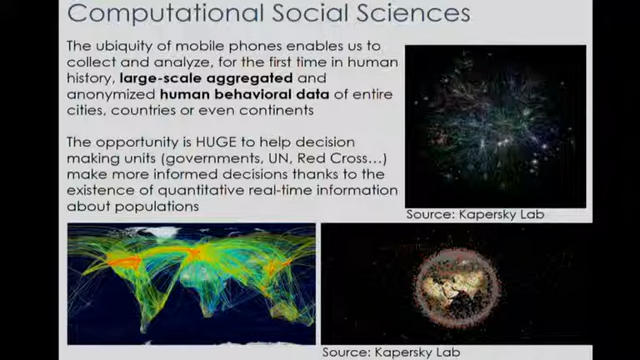 Computational Social Sciences
The ubiquity of mobile phones enables us to
collect and analyze, for the first time in human
history, large-scale aggregated and
anonymized human behavioral data of entire
cities, countries or even continents
The opportunity is HUGE to help decision
making units (governments, UN, Red Cross...)
make more informed decisions thanks to the
existence of quantitative real-time information
about populations
Source: Kapersky Lab
Source: Kapersky Lab